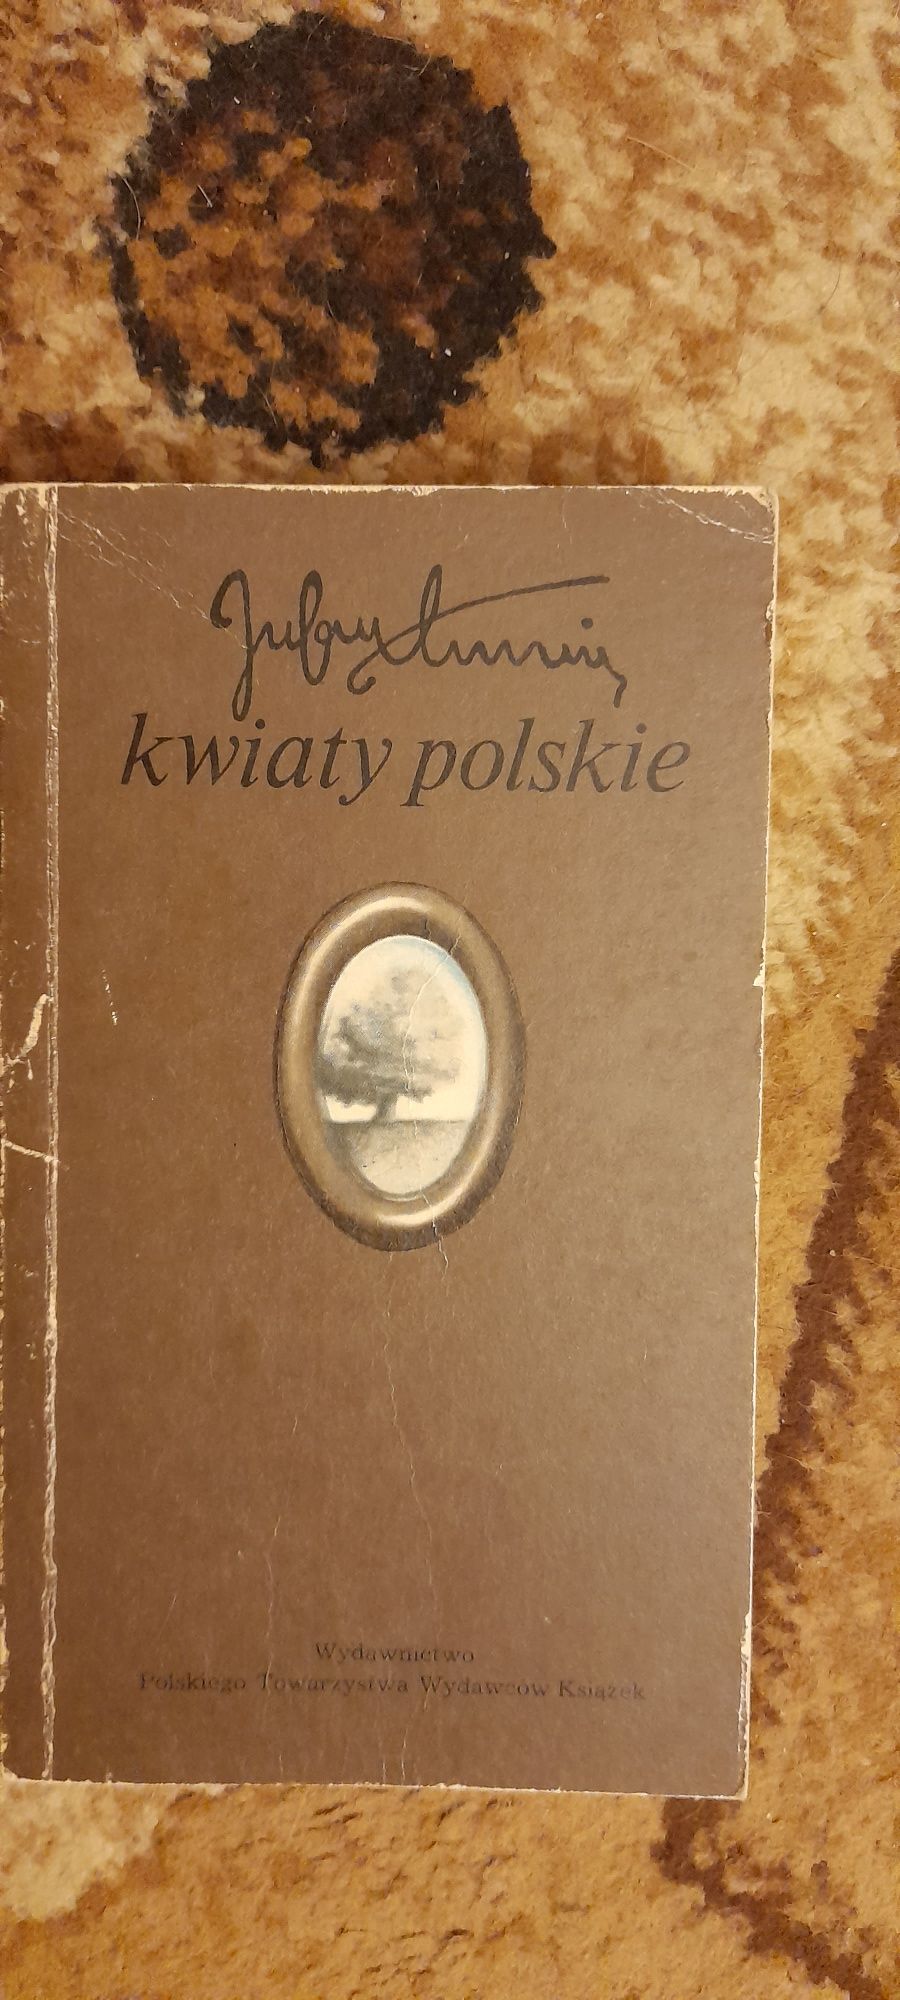 Julian Tuwim
kwiaty polskie
Wydawnictwo
Polskiego Towarzystwa Wydawców Książek